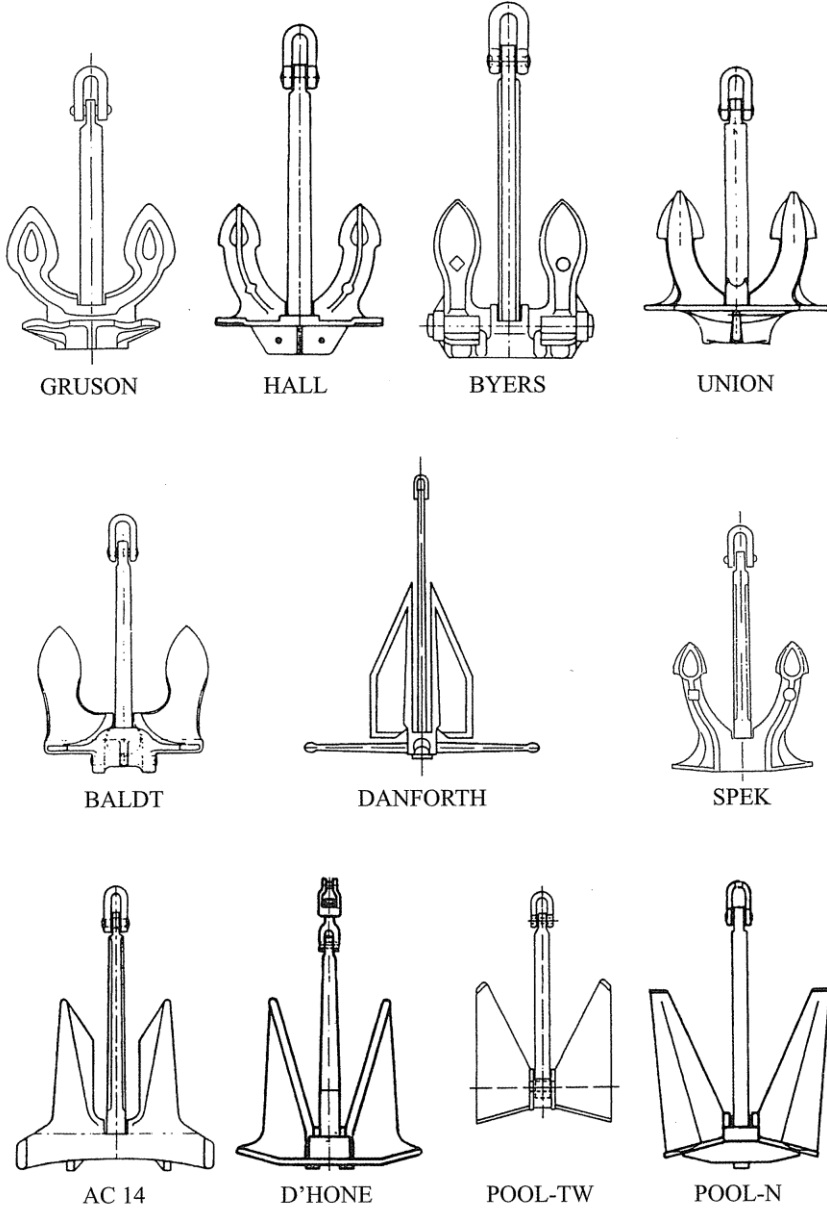 GRUSON HALL BYERS UNION
BALDT DANFORTH SPEK
AC 14 D'HONE POOL-TW POOL-N